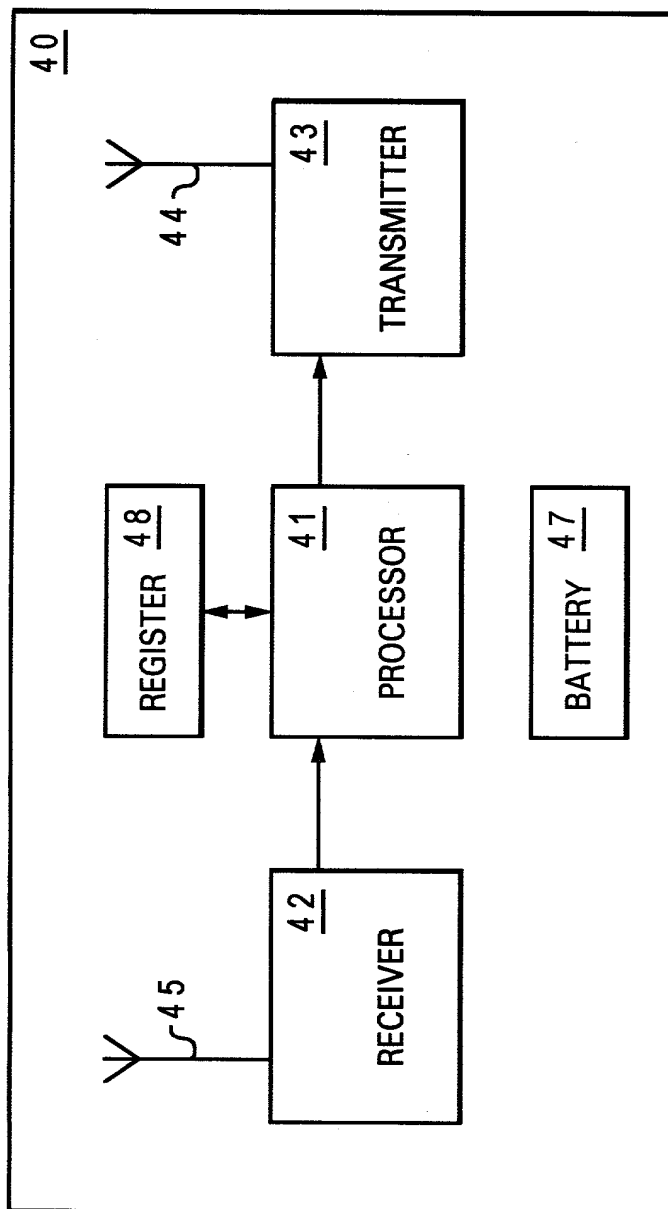 40
45
44
REGISTER 48
RECEIVER 42
PROCESSOR 41
TRANSMITTER 43
BATTERY 47